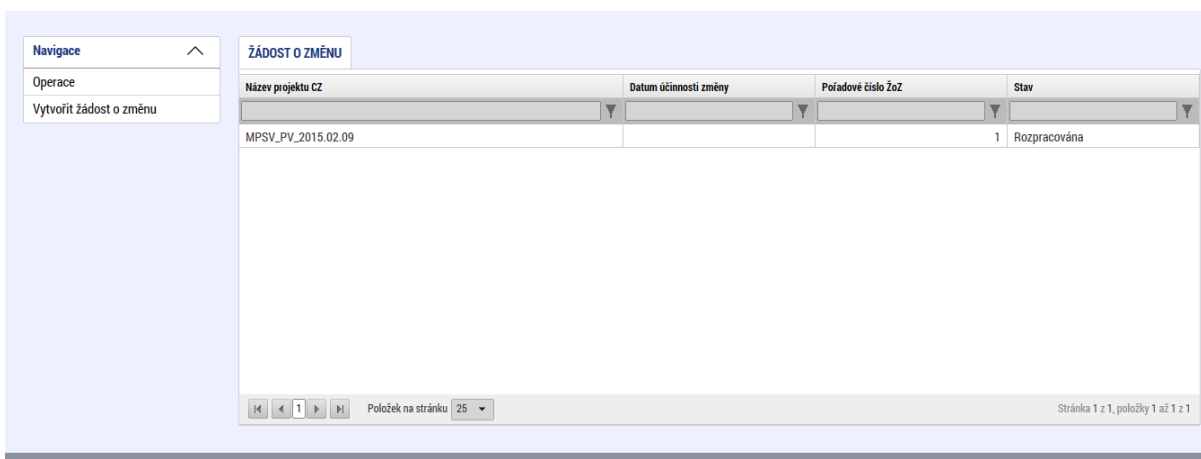 Navigace
Operace
Vytvořit žádost o změnu
ŽÁDOST O ZMĚNU
Název projektu CZ Datum účinnosti změny Pořadové číslo ŽoZ Stav
MPSV_PV_2015.02.09 1 Rozpracována
1 Položek na stránku 25 Stránka 1 z 1, položky 1 až 1 z 1